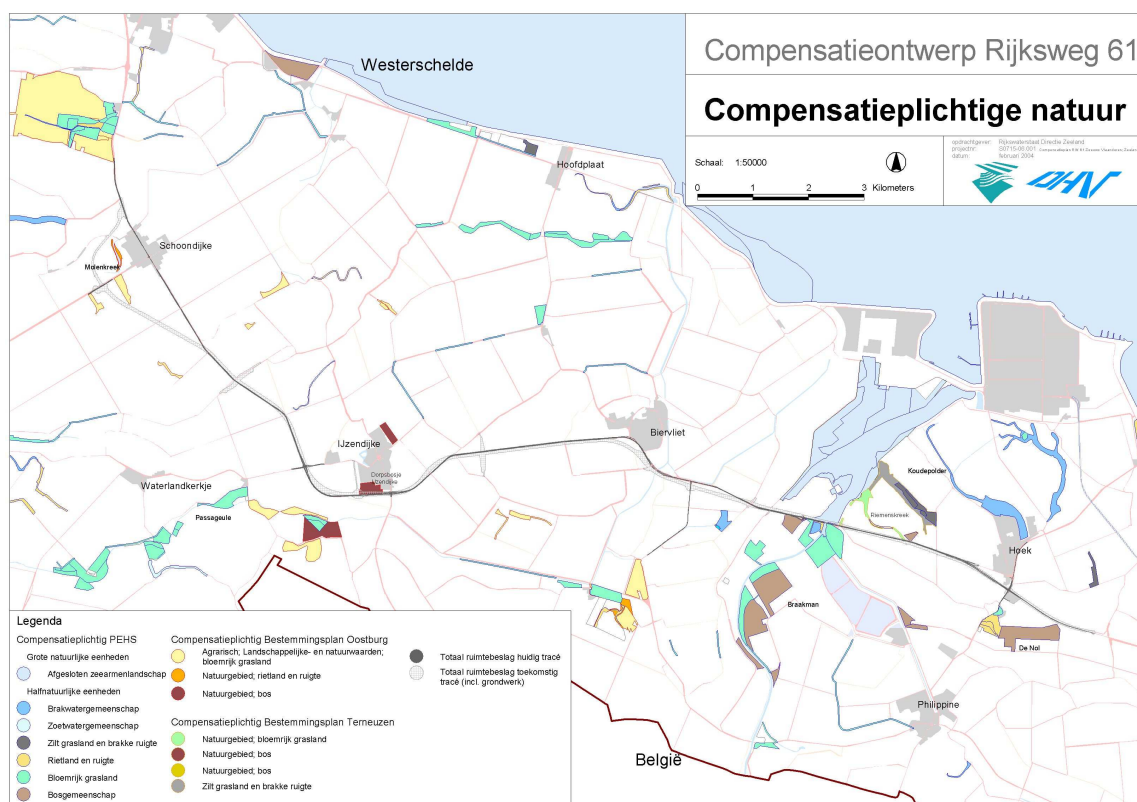 Compensatieontwerp Rijksweg 61
Compensatieplichtige natuur
Schaal: 1:50000
0 1 2 3 Kilometers
opdrachtgever: Rijkswaterstaat Directie Zeeland
projectnr:
datum: februari 2004
DHV
Westerschelde
Hoofdplaat
Schoondijke
Molenkreek
IJzendijke
Dorpsbosje
IJzendijke
Biervliet
Waterlandkerkje
Passageule
Koudepolder
Riemenskreek
Hoek
Braakman
De Nol
Philippine
België
Legenda
Compensatieplichtig PEHS
Grote natuurlijke eenheden
Afgesloten zeearmenlandschap
Halfnatuurlijke eenheden
Brakwatergemeenschap
Zoetwatergemeenschap
Zilt grasland en brakke ruigte
Rietland en ruigte
Bloemrijk grasland
Bosgemeenschap
Compensatieplichtig Bestemmingsplan Oostburg
Agrarisch; Landschappelijke- en natuurwaarden;
bloemrijk grasland
Natuurgebied; rietland en ruigte
Natuurgebied; bos
Compensatieplichtig Bestemmingsplan Terneuzen
Natuurgebied; bloemrijk grasland
Natuurgebied; bos
Natuurgebied; bos
Zilt grasland en brakke ruigte
Totaal ruimtebeslag huidig tracé
Totaal ruimtebeslag toekomstig
tracé (incl. grondwerk)